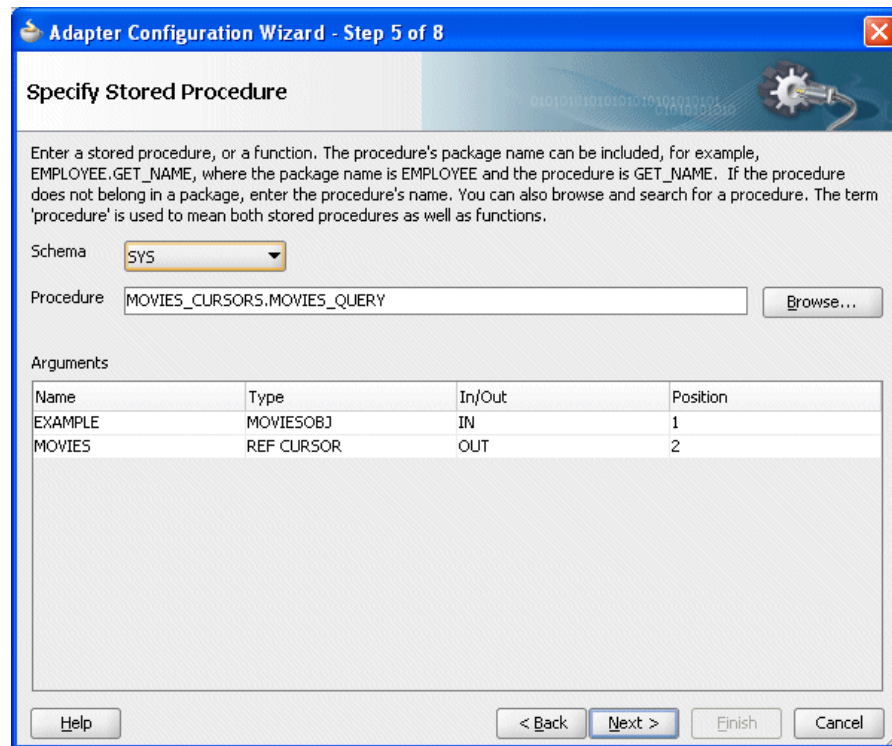 Adapter Configuration Wizard - Step 5 of 8
Specify Stored Procedure
Enter a stored procedure, or a function. The procedure's package name can be included, for example,
EMPLOYEE.GET_NAME, where the package name is EMPLOYEE and the procedure is GET_NAME. If the procedure
does not belong in a package, enter the procedure's name. You can also browse and search for a procedure. The term
'procedure' is used to mean both stored procedures as well as functions.
Schema SYS
Procedure MOVIES_CURSORS.MOVIES_QUERY Browse...
Arguments
Name Type In/Out Position
EXAMPLE MOVIESOBJ IN 1
MOVIES REF CURSOR OUT 2
Help < Back Next > Finish Cancel